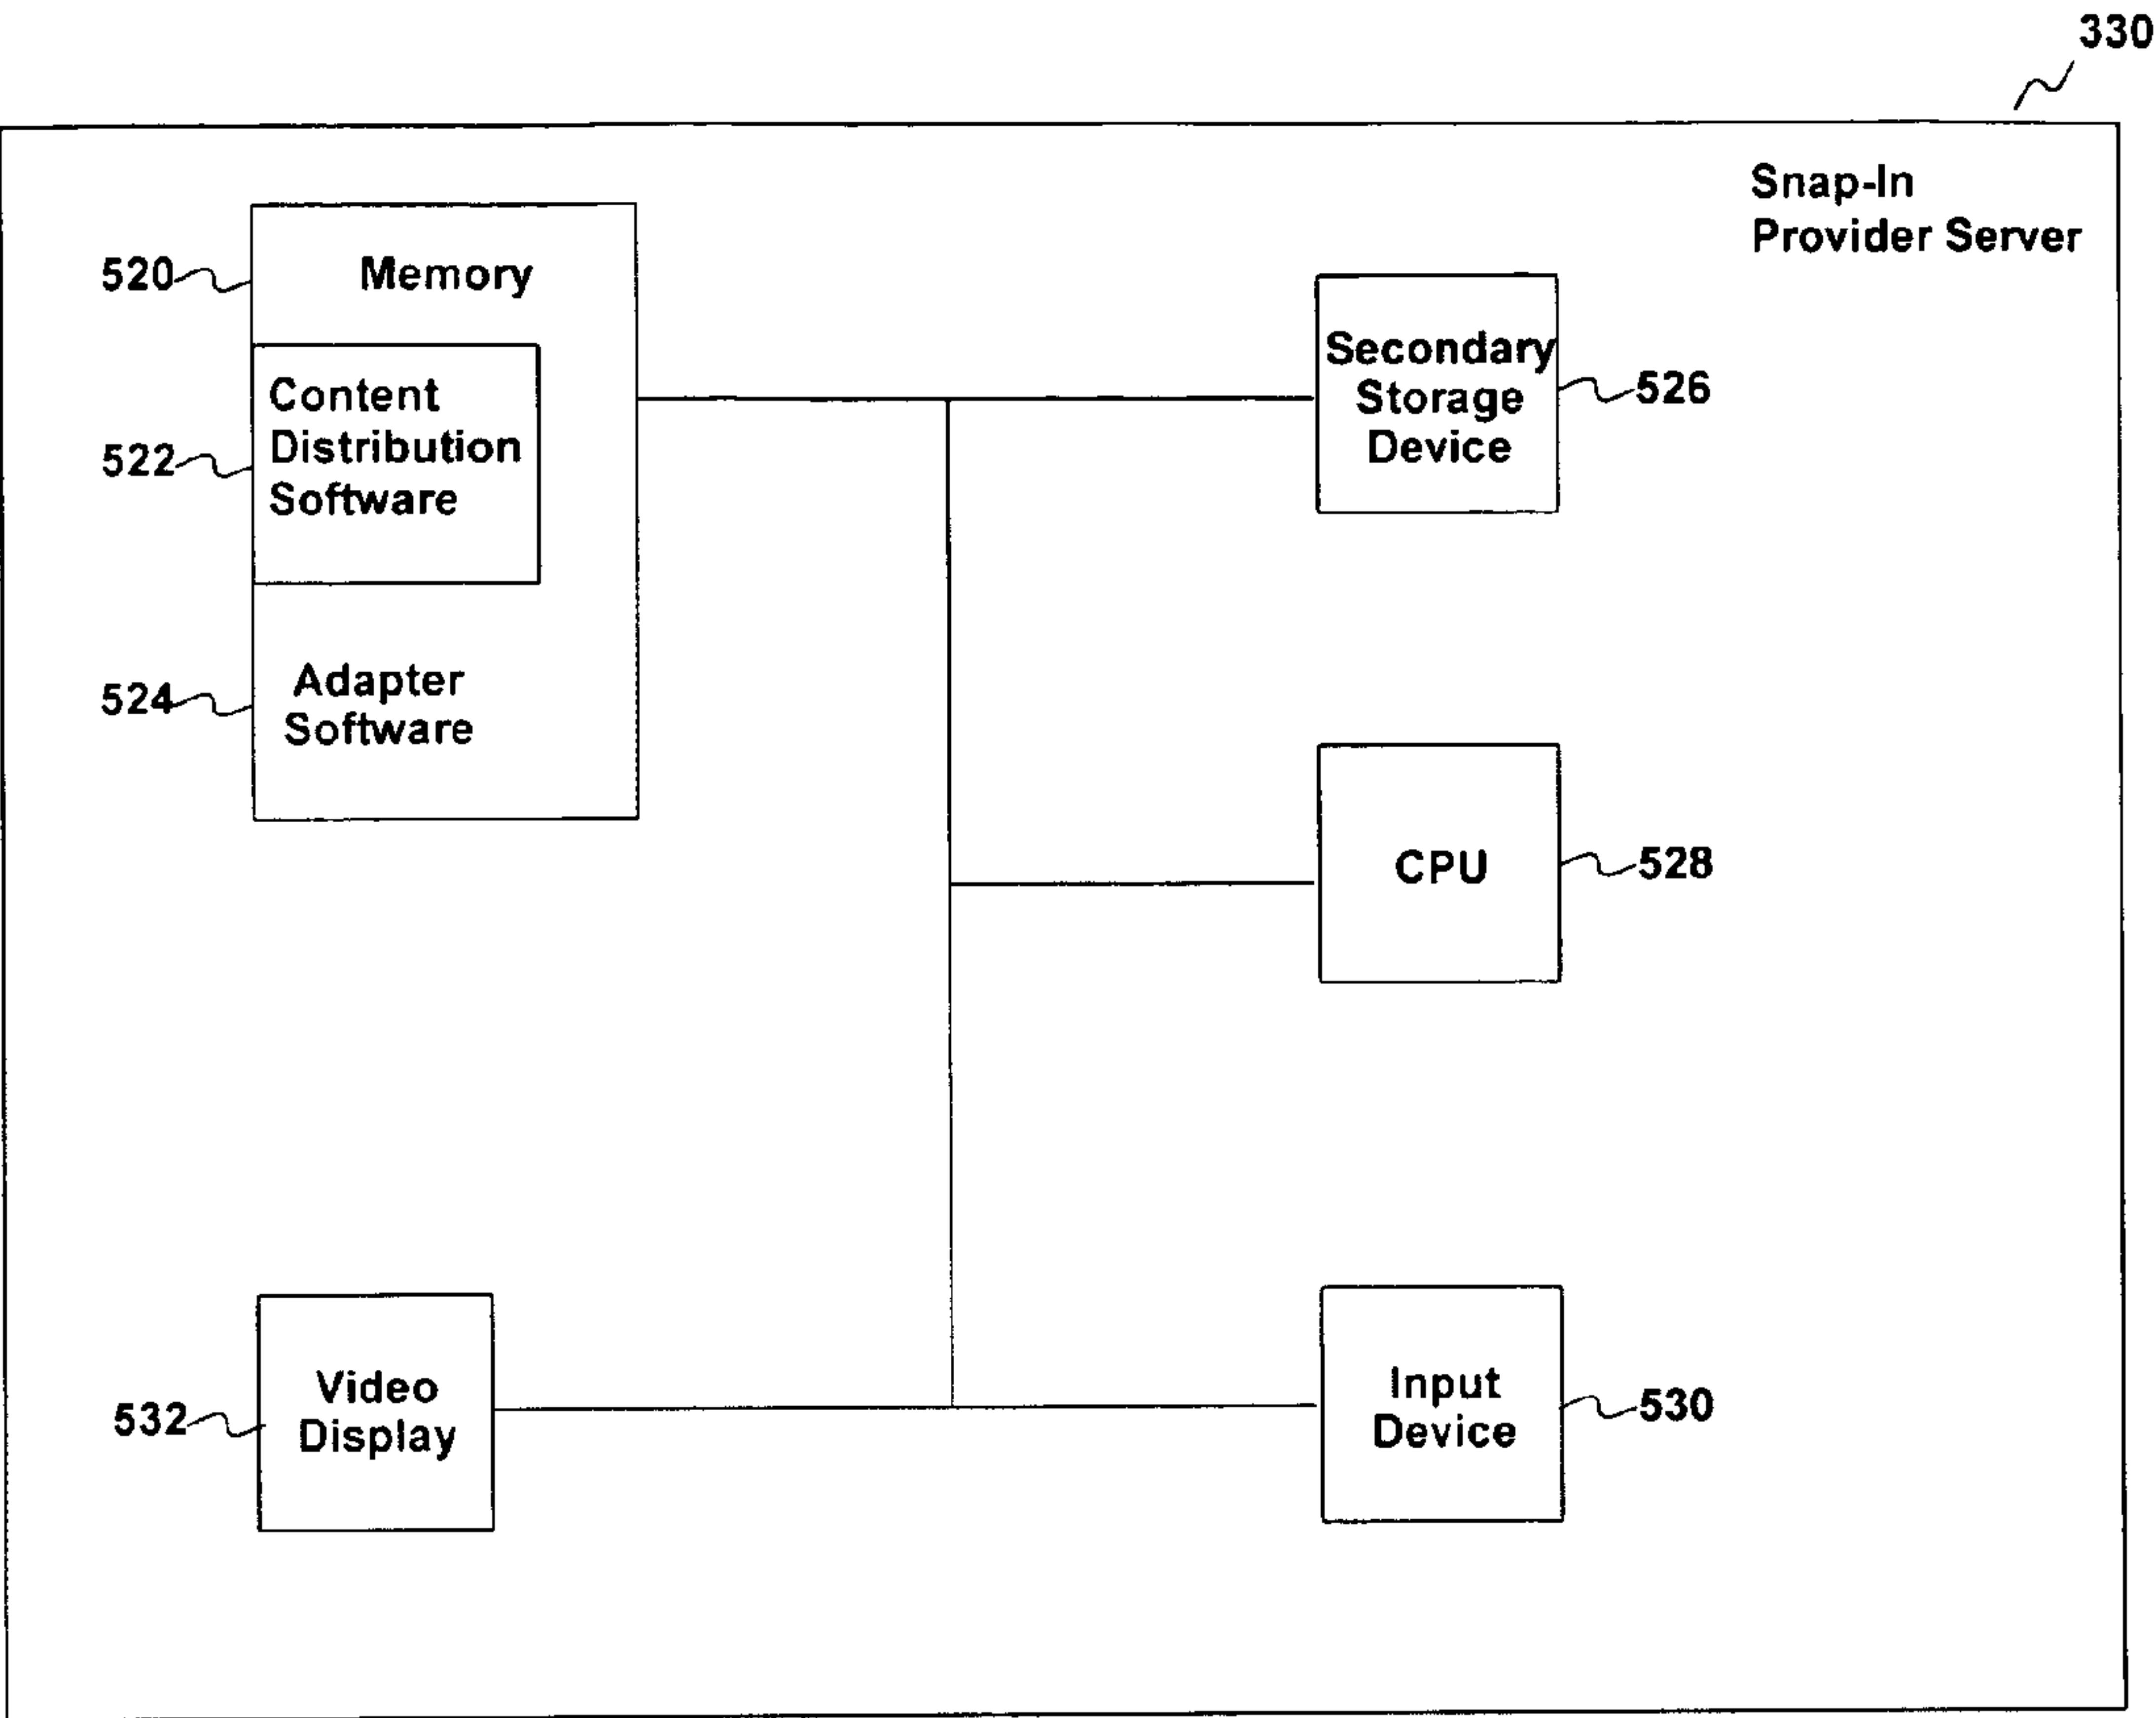 330
Snap-In
Provider Server
520
Memory
Content
Distribution
Software
522
Adapter
Software
524
Secondary
Storage
Device
526
CPU
528
Video
Display
532
Input
Device
530